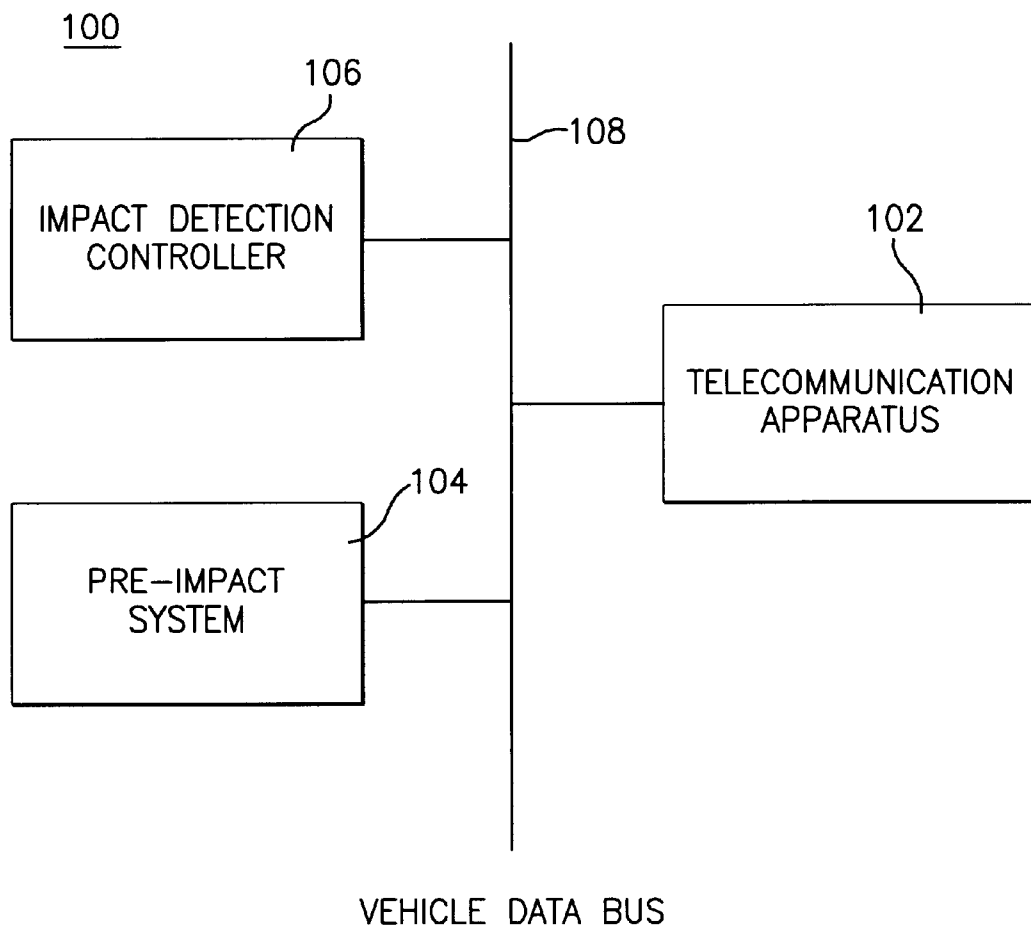 100
106
108
IMPACT DETECTION
CONTROLLER
102
TELECOMMUNICATION
APPARATUS
104
PRE-IMPACT
SYSTEM
VEHICLE DATA BUS